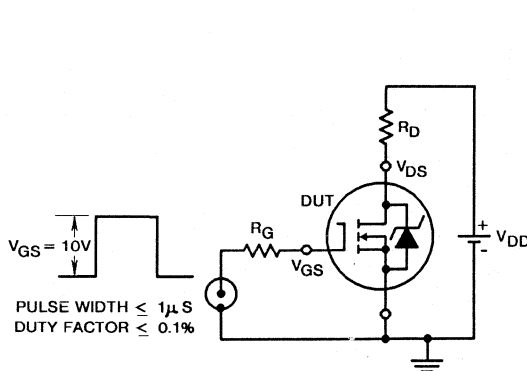 R_D
V_DS
DUT
R_G
V_GS
+
V_DD
-
V_GS = 10V
PULSE WIDTH ≤ 1μS
DUTY FACTOR ≤ 0.1%